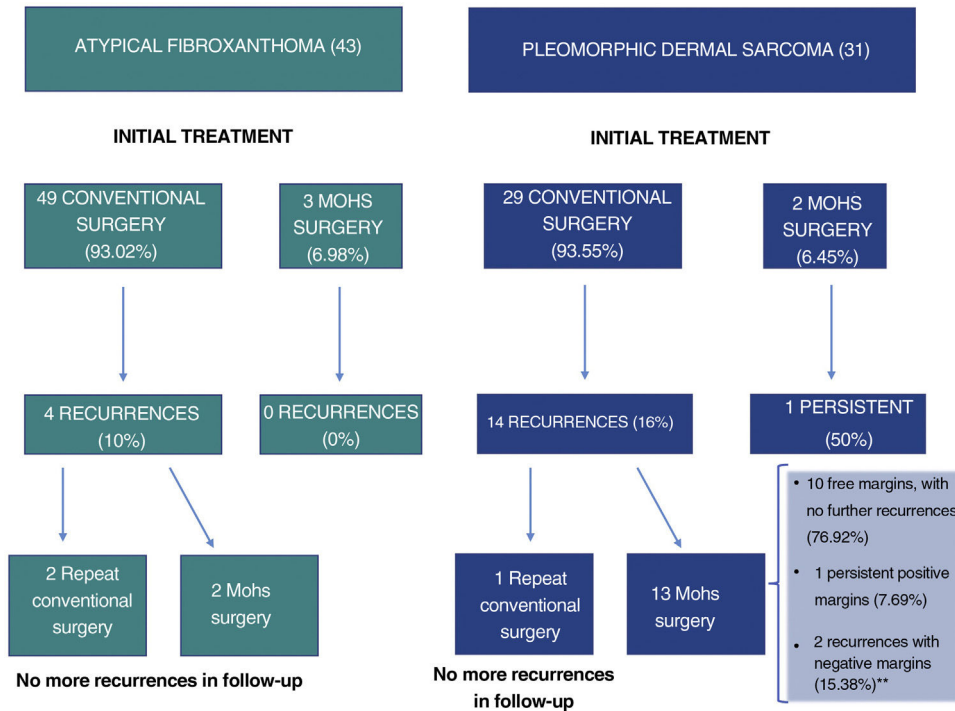 ATYPICAL FIBROXANTHOMA (43)
INITIAL TREATMENT
49 CONVENTIONAL
SURGERY
(93.02%)
3 MOHS
SURGERY
(6.98%)
4 RECURRENCES
(10%)
0 RECURRENCES
(0%)
2 Repeat
conventional
surgery
2 Mohs
surgery
No more recurrences in follow-up
PLEOMORPHIC DERMAL SARCOMA (31)
INITIAL TREATMENT
29 CONVENTIONAL
SURGERY
(93.55%)
2 MOHS
SURGERY
(6.45%)
14 RECURRENCES (16%)
1 PERSISTENT
(50%)
1 Repeat
conventional
surgery
13 Mohs
surgery
• 10 free margins, with
no further recurrences
(76.92%)
• 1 persistent positive
margins (7.69%)
• 2 recurrences with
negative margins
(15.38%)**
No more recurrences
in follow-up